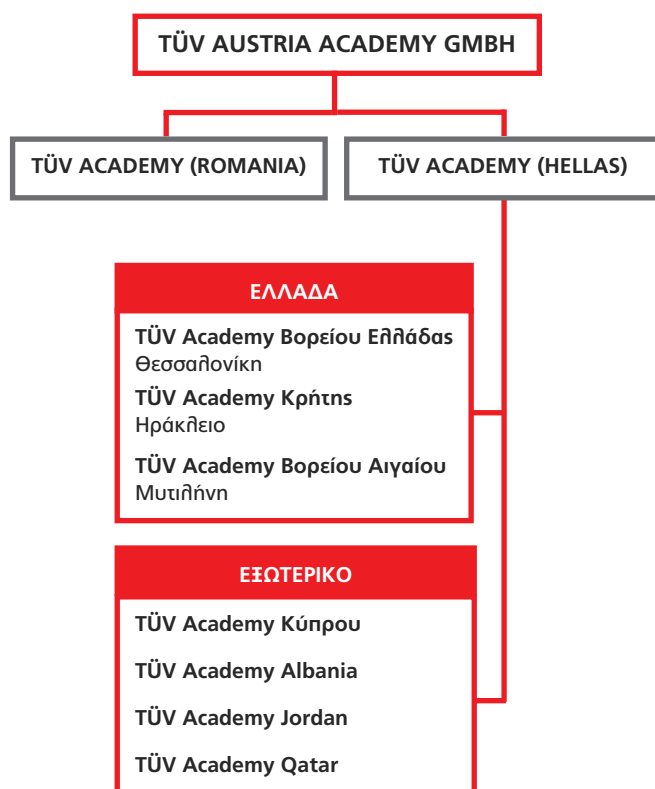 TÜV AUSTRIA ACADEMY GMBH
TÜV ACADEMY (ROMANIA)
TÜV ACADEMY (HELLAS)
ΕΛΛΑΔΑ
TÜV Academy Βορείου Ελλάδας
Θεσσαλονίκη
TÜV Academy Κρήτης
Ηράκλειο
TÜV Academy Βορείου Αιγαίου
Μυτιλήνη
ΕΞΩΤΕΡΙΚΟ
TÜV Academy Κύπρου
TÜV Academy Albania
TÜV Academy Jordan
TÜV Academy Qatar